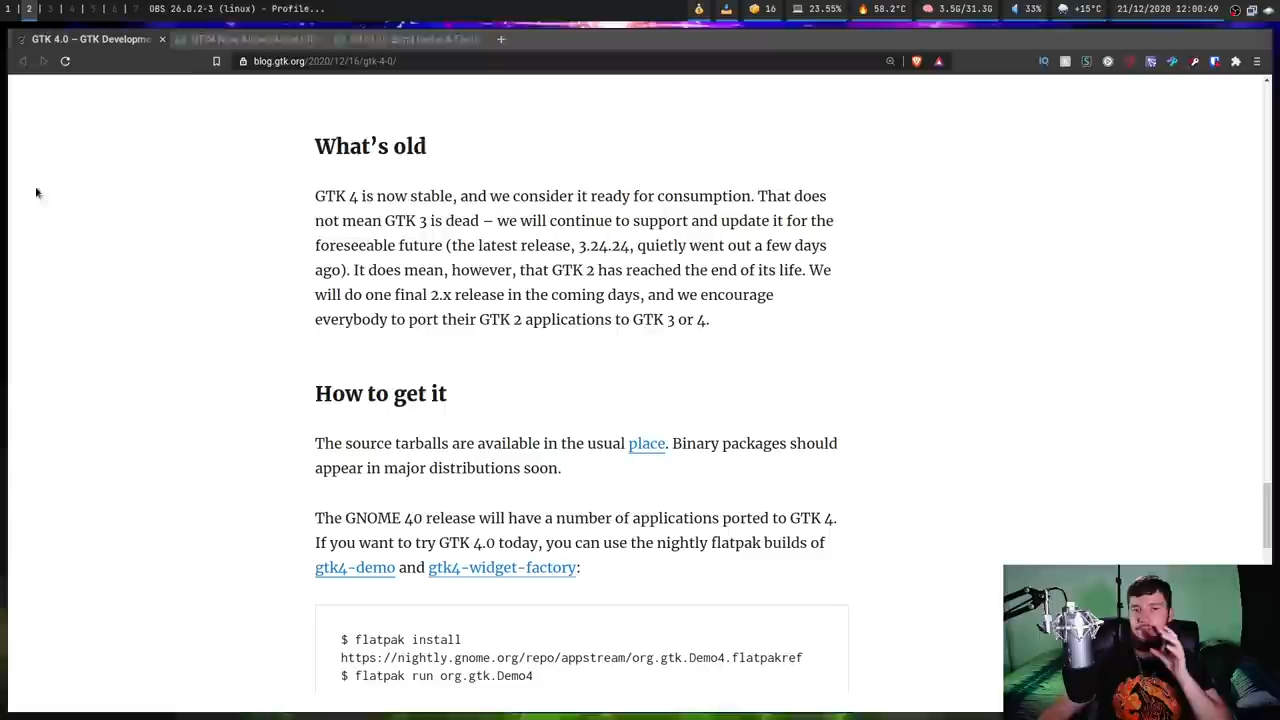 1 | 2 | 3 | 4 | 5 | 6 | 7 OBS 26.0.2-3 (linux) - Profile...
16 23.55% 58.2°C 3.5G/31.3G 33% +15°C 21/12/2020 12:00:49
GTK 4.0 – GTK Developme
blog.gtk.org/2020/12/16/gtk-4-0/
What’s old
GTK 4 is now stable, and we consider it ready for consumption. That does
not mean GTK 3 is dead – we will continue to support and update it for the
foreseeable future (the latest release, 3.24.24, quietly went out a few days
ago). It does mean, however, that GTK 2 has reached the end of its life. We
will do one final 2.x release in the coming days, and we encourage
everybody to port their GTK 2 applications to GTK 3 or 4.
How to get it
The source tarballs are available in the usual place. Binary packages should
appear in major distributions soon.
The GNOME 40 release will have a number of applications ported to GTK 4.
If you want to try GTK 4.0 today, you can use the nightly flatpak builds of
gtk4-demo and gtk4-widget-factory:
$ flatpak install
https://nightly.gnome.org/repo/appstream/org.gtk.Demo4.flatpakref
$ flatpak run org.gtk.Demo4